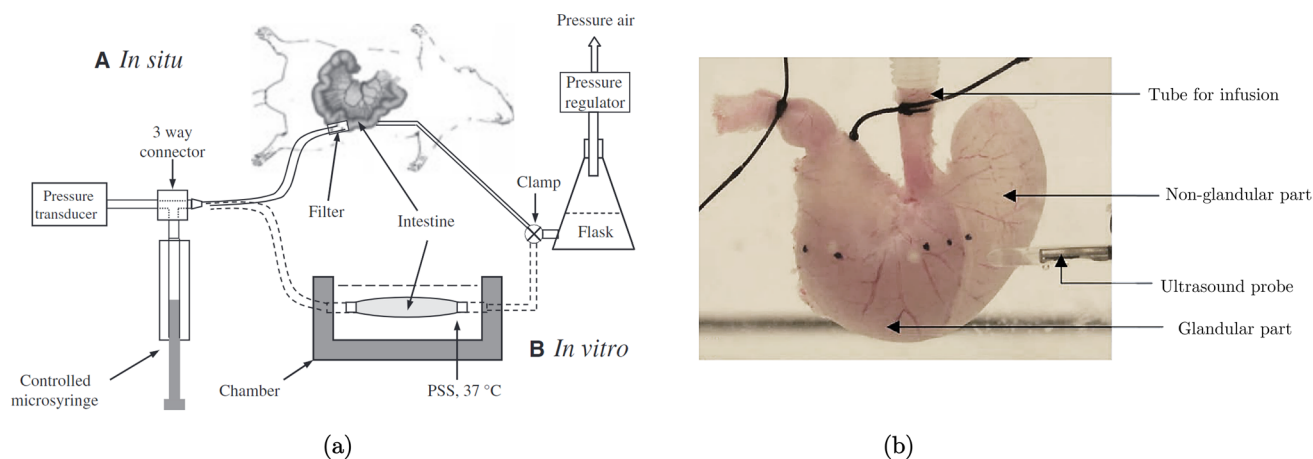 A In situ
Pressure air
Pressure
regulator
3 way
connector
Pressure
transducer
Filter
Intestine
Clamp
Flask
B In vitro
Controlled
microsyringe
Chamber
PSS, 37 °C
(a)
Tube for infusion
Non-glandular part
Ultrasound probe
Glandular part
(b)